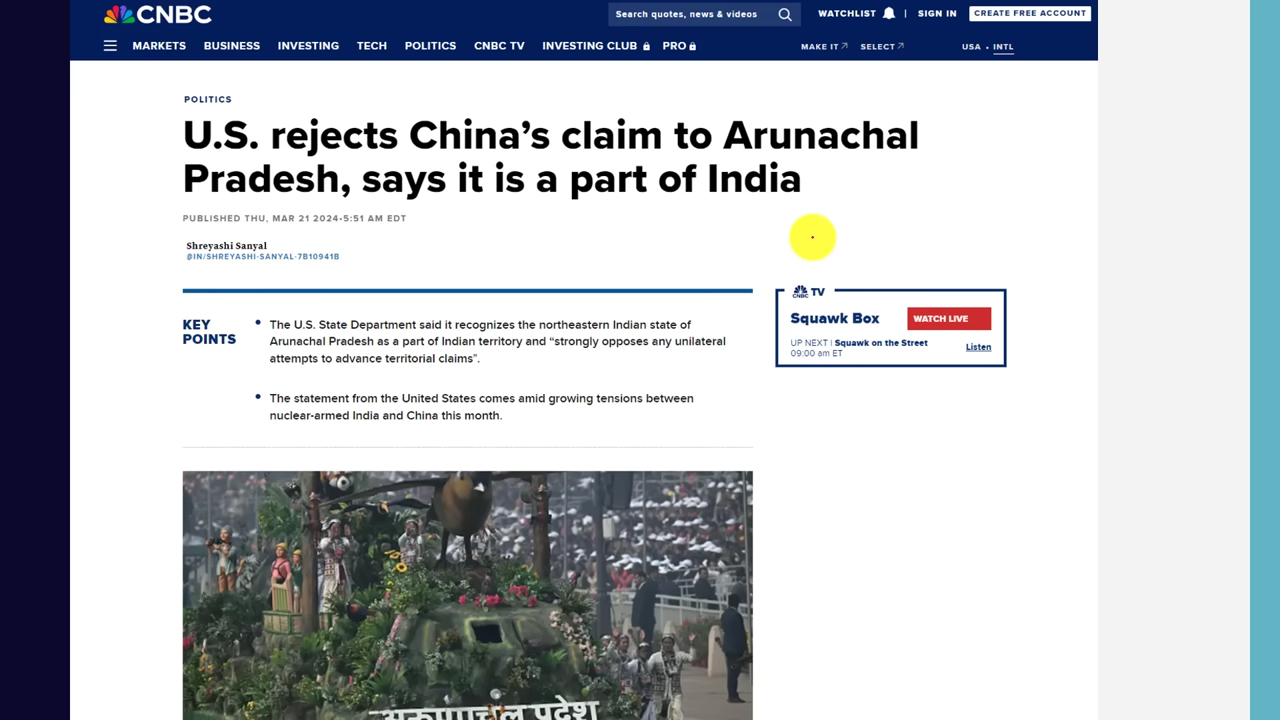 CNBC
Search quotes, news & videos
WATCHLIST | SIGN IN CREATE FREE ACCOUNT
MARKETS BUSINESS INVESTING TECH POLITICS CNBC TV INVESTING CLUB PRO MAKE IT SELECT USA • INTL
POLITICS
U.S. rejects China’s claim to Arunachal
Pradesh, says it is a part of India
PUBLISHED THU, MAR 21 2024•5:51 AM EDT
Shreyashi Sanyal
@IN/SHREYASHI-SANYAL-7B10941B
KEY
POINTS
• The U.S. State Department said it recognizes the northeastern Indian state of
Arunachal Pradesh as a part of Indian territory and “strongly opposes any unilateral
attempts to advance territorial claims”.
• The statement from the United States comes amid growing tensions between
nuclear-armed India and China this month.
CNBC TV
Squawk Box WATCH LIVE
UP NEXT | Squawk on the Street
09:00 am ET
Listen
अरुणाचल प्रदेश